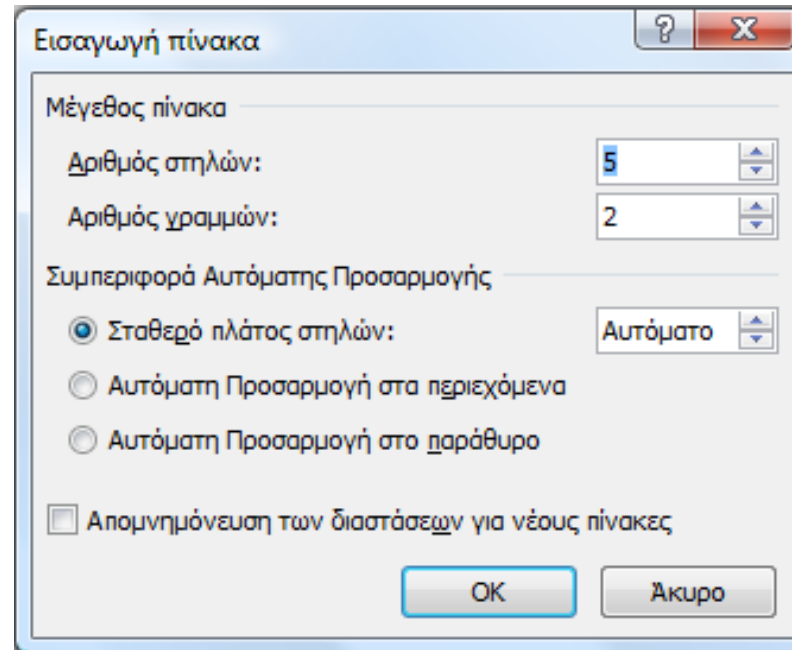 Εισαγωγή πίνακα
Μέγεθος πίνακα
Αριθμός στηλών: 5
Αριθμός γραμμών: 2
Συμπεριφορά Αυτόματης Προσαρμογής
Σταθερό πλάτος στηλών: Αυτόματο
Αυτόματη Προσαρμογή στα περιεχόμενα
Αυτόματη Προσαρμογή στο παράθυρο
Απομνημόνευση των διαστάσεων για νέους πίνακες
OK Άκυρο